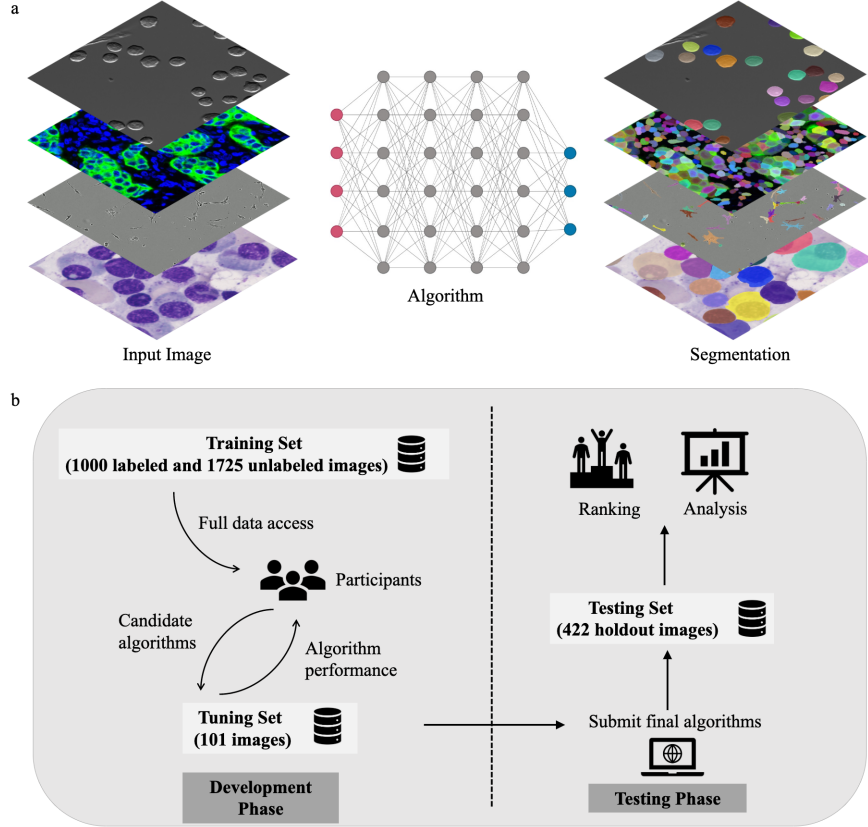 a
Algorithm
Input Image
Segmentation
b
Training Set
(1000 labeled and 1725 unlabeled images)
Full data access
Participants
Candidate
algorithms
Algorithm
performance
Tuning Set
(101 images)
Development
Phase
Ranking
Analysis
Testing Set
(422 holdout images)
Submit final algorithms
Testing Phase